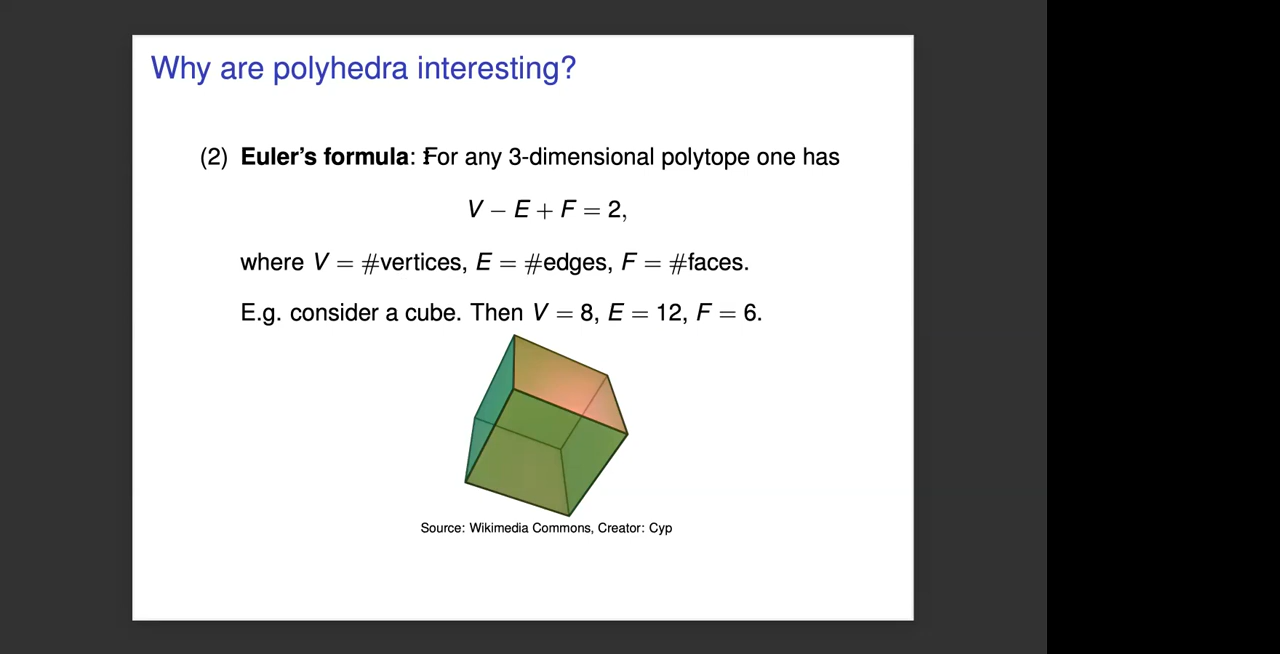 Why are polyhedra interesting?
(2) Euler's formula: For any 3-dimensional polytope one has
V − E + F = 2,
where V = #vertices, E = #edges, F = #faces.
E.g. consider a cube. Then V = 8, E = 12, F = 6.
Source: Wikimedia Commons, Creator: Cyp